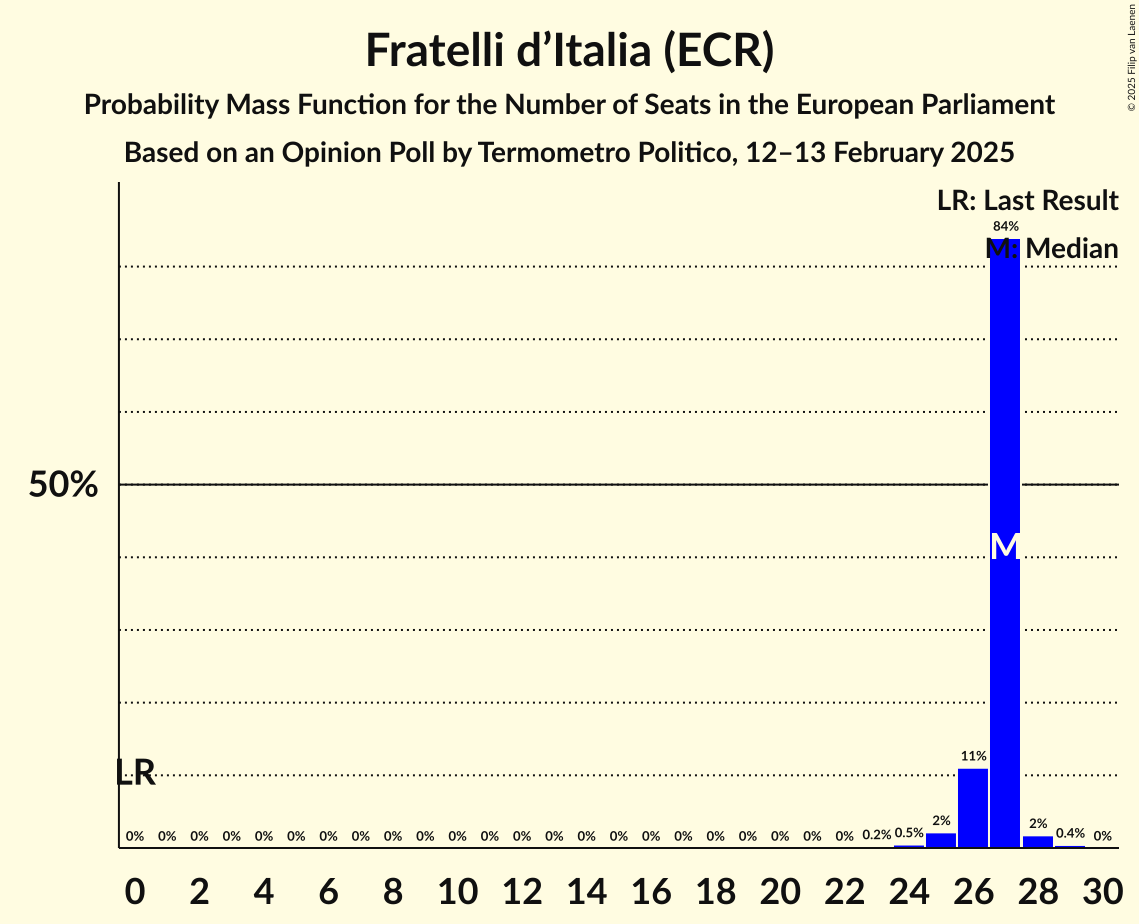 Fratelli d’Italia (ECR)
Probability Mass Function for the Number of Seats in the European Parliament
Based on an Opinion Poll by Termometro Politico, 12–13 February 2025
© 2025 Filip van Laenen
LR: Last Result
84%
M: Median
50%
M
11%
LR
0% 0% 0% 0% 0% 0% 0% 0% 0% 0% 0% 0% 0% 0% 0% 0% 0% 0% 0% 0% 0% 0% 0% 0.2% 0.5% 2% 2% 0.4% 0%
0 2 4 6 8 10 12 14 16 18 20 22 24 26 28 30